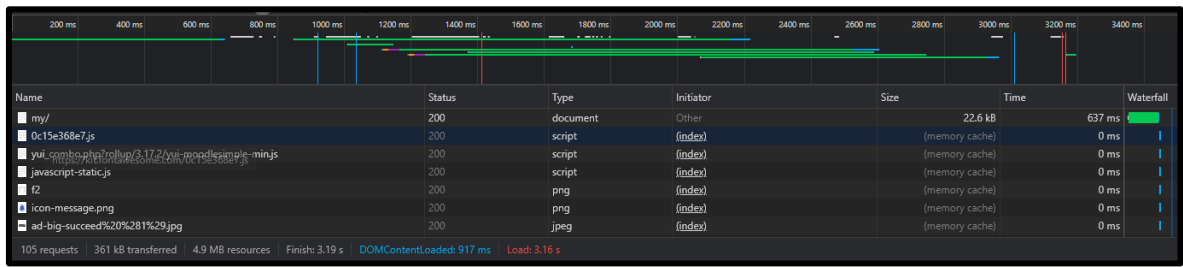 200 ms 400 ms 600 ms 800 ms 1000 ms 1200 ms 1400 ms 1600 ms 1800 ms 2000 ms 2200 ms 2400 ms 2600 ms 2800 ms 3000 ms 3200 ms 3400 ms
Name Status Type Initiator Size Time Waterfall
my/ 200 document Other 22.6 kB 637 ms
0c15e368e7.js 200 script (index) (memory cache) 0 ms
yui_combo.php?rollup/3.17.2/yui-moodlesimple-min.js 200 script (index) (memory cache) 0 ms
https://kit.fontawesome.com/0c15e368e7.js
javascript-static.js 200 script (index) (memory cache) 0 ms
f2 200 png (index) (memory cache) 0 ms
icon-message.png 200 png (index) (memory cache) 0 ms
ad-big-succeed%20%281%29.jpg 200 jpeg (index) (memory cache) 0 ms
105 requests 361 kB transferred 4.9 MB resources Finish: 3.19 s DOMContentLoaded: 917 ms Load: 3.16 s